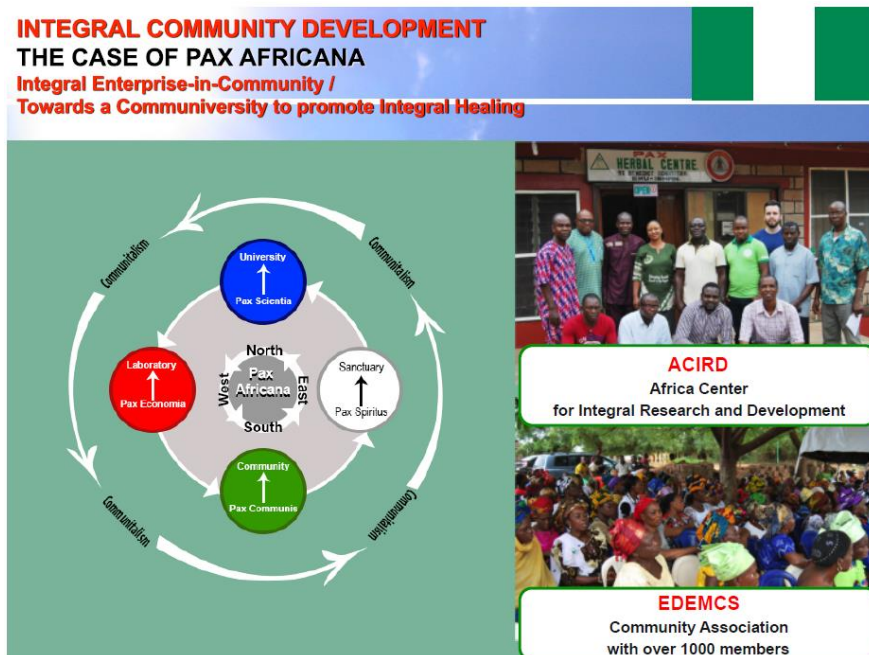 INTEGRAL COMMUNITY DEVELOPMENT
THE CASE OF PAX AFRICANA
Integral Enterprise-in-Community /
Towards a Communiversity to promote Integral Healing
Communitalism
Communitalism
University
Pax Scientia
Laboratory
Pax Economia
North
West
Pax
Africana
East
South
Sanctuary
Pax Spiritus
Community
Pax Communis
Communitalism
Communitalism
PAX
HERBAL CENTRE
OPEN
ACIRD
Africa Center
for Integral Research and Development
EDEMCS
Community Association
with over 1000 members